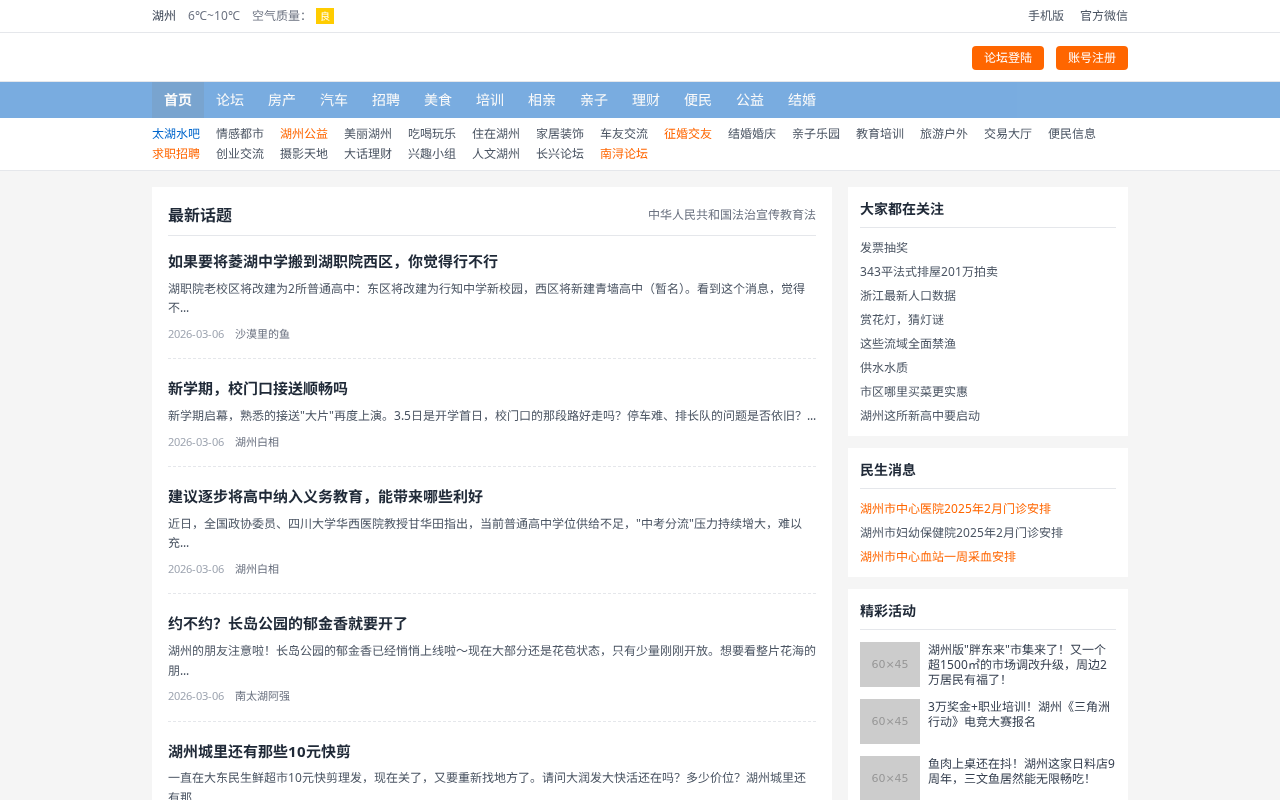 湖州 6℃~10℃ 空气质量： 良
手机版 官方微信
论坛登陆 账号注册
首页 论坛 房产 汽车 招聘 美食 培训 相亲 亲子 理财 便民 公益 结婚
太湖水吧 情感都市 湖州公益 美丽湖州 吃喝玩乐 住在湖州 家居装饰 车友交流 征婚交友 结婚婚庆 亲子乐园 教育培训 旅游户外 交易大厅 便民信息
求职招聘 创业交流 摄影天地 大话理财 兴趣小组 人文湖州 长兴论坛 南浔论坛
最新话题 中华人民共和国法治宣传教育法
如果要将菱湖中学搬到湖职院西区，你觉得行不行
湖职院老校区将改建为2所普通高中：东区将改建为行知中学新校园，西区将新建青墙高中（暂名）。看到这个消息，觉得
不...
2026-03-06 沙漠里的鱼
新学期，校门口接送顺畅吗
新学期启幕，熟悉的接送"大片"再度上演。3.5日是开学首日，校门口的那段路好走吗？停车难、排长队的问题是否依旧？...
2026-03-06 湖州白相
建议逐步将高中纳入义务教育，能带来哪些利好
近日，全国政协委员、四川大学华西医院教授甘华田指出，当前普通高中学位供给不足，"中考分流"压力持续增大，难以
充...
2026-03-06 湖州白相
约不约？长岛公园的郁金香就要开了
湖州的朋友注意啦！长岛公园的郁金香已经悄悄上线啦～现在大部分还是花苞状态，只有少量刚刚开放。想要看整片花海的
朋...
2026-03-06 南太湖阿强
湖州城里还有那些10元快剪
一直在大东民生鲜超市10元快剪理发，现在关了，又要重新找地方了。请问大润发大快活还在吗？多少价位？湖州城里还
有那...
大家都在关注
发票抽奖
343平法式排屋201万拍卖
浙江最新人口数据
赏花灯，猜灯谜
这些流域全面禁渔
供水水质
市区哪里买菜更实惠
湖州这所新高中要启动
民生消息
湖州市中心医院2025年2月门诊安排
湖州市妇幼保健院2025年2月门诊安排
湖州市中心血站一周采血安排
精彩活动
60×45
湖州版"胖东来"市集来了！又一个
超1500㎡的市场调改升级，周边2
万居民有福了！
60×45
3万奖金+职业培训！湖州《三角洲
行动》电竞大赛报名
60×45
鱼肉上桌还在抖！湖州这家日料店9
周年，三文鱼居然能无限畅吃！